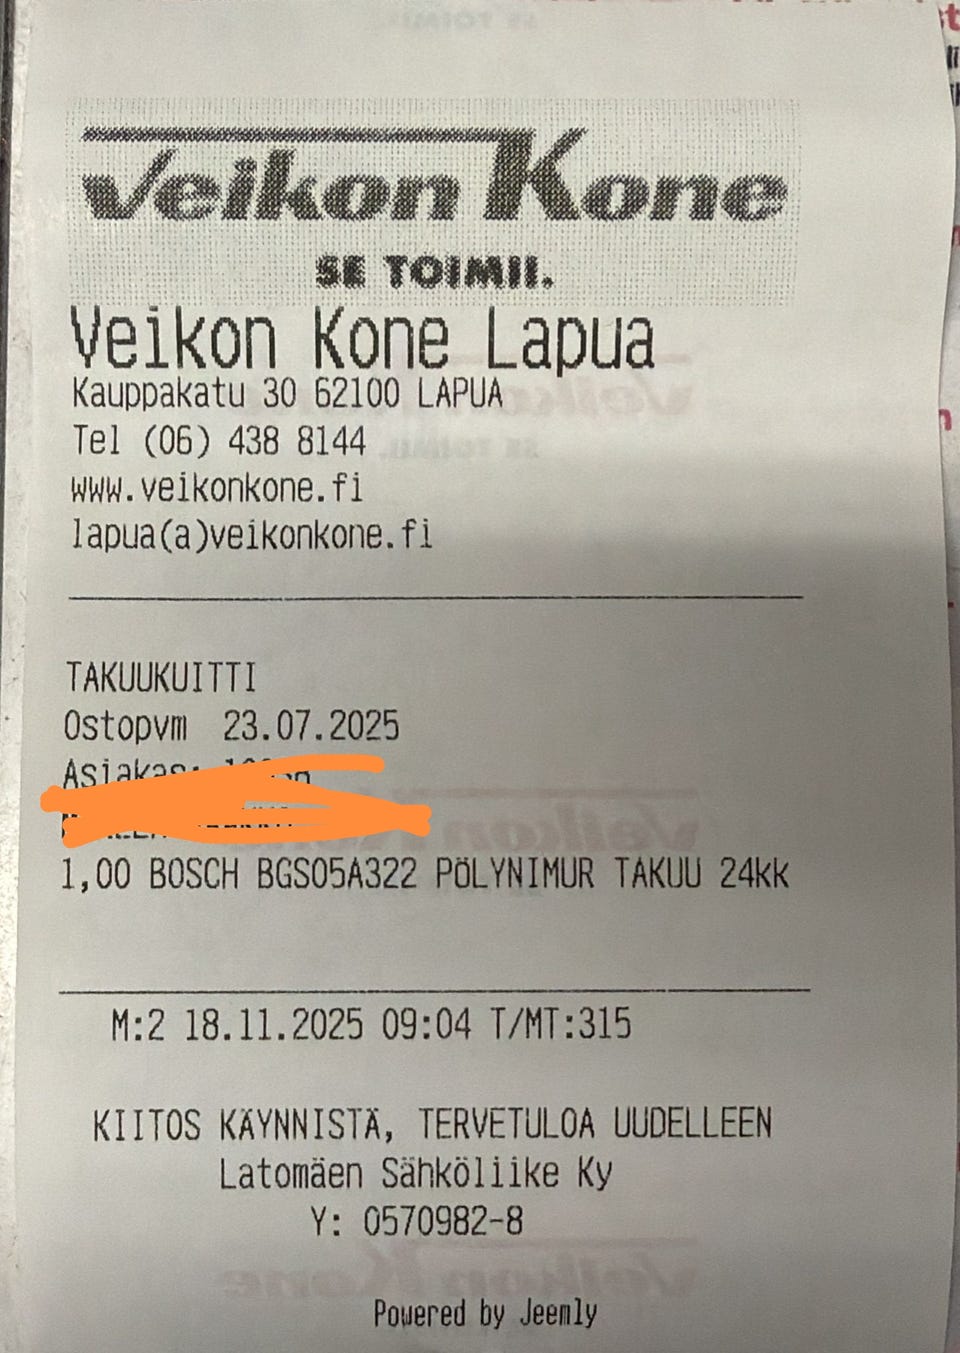 Veikon Kone
SE TOIMII.
Veikon Kone Lapua
Kauppakatu 30 62100 LAPUA
Tel (06) 438 8144
www.veikonkone.fi
lapua(a)veikonkone.fi
TAKUUKUITTI
Ostopvm 23.07.2025
Asiakas:
1,00 BOSCH BGS05A322 PÖLYNIMUR TAKUU 24kk
M:2 18.11.2025 09:04 T/MT:315
KIITOS KÄYNNISTÄ, TERVETULOA UUDELLEEN
Latomäen Sähköliike Ky
Y: 0570982-8
Powered by Jeemly